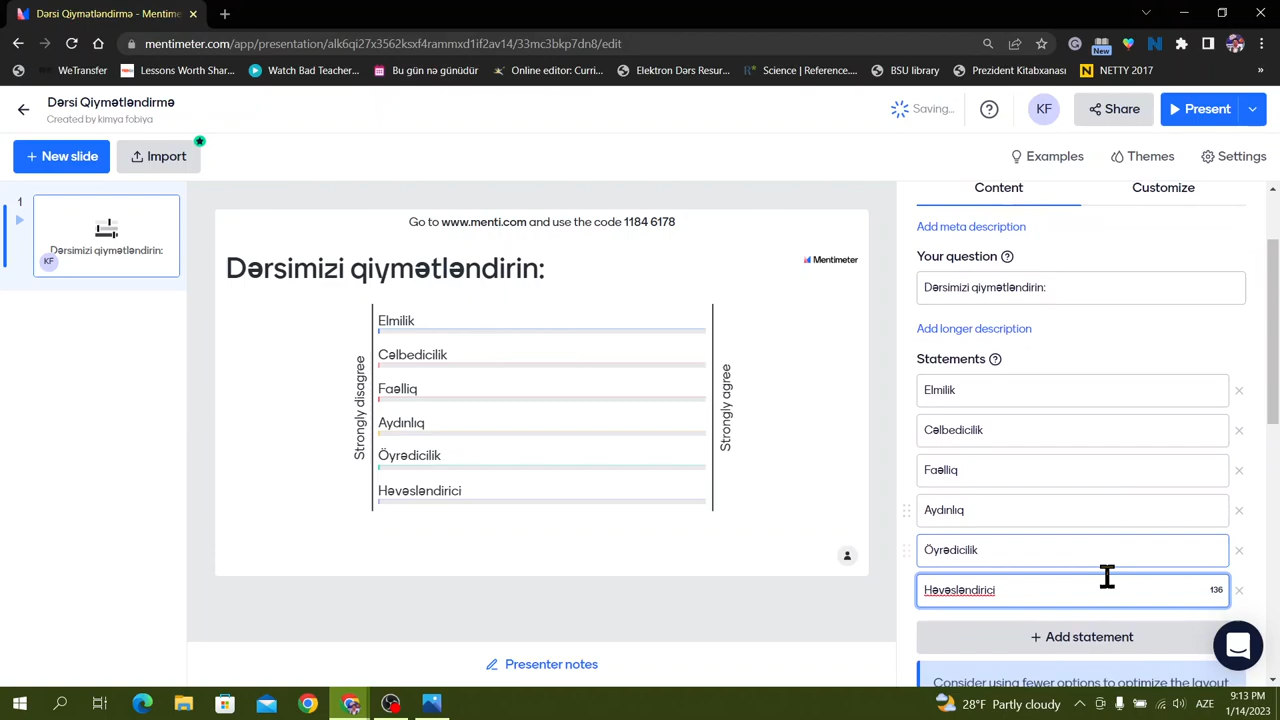 Dərsi Qiymətləndirmə - Mentime
mentimeter.com/app/presentation/alk6qi27x3562ksxf4rammxd1if2av14/33mc3bkp7dn8/edit
New
WeTransfer
Lessons Worth Shar...
Watch Bad Teacher...
Bu gün nə günüdür
Online editor: Curri...
Elektron Dərs Resur...
Science | Reference....
BSU library
Prezident Kitabxanası
NETTY 2017
»
Dərsi Qiymətləndirmə
Created by kimya fobiya
Saving...
KF
Share
Present
+ New slide
Import
Examples
Themes
Settings
1
Dərsimizi qiymətləndirin:
KF
Go to www.menti.com and use the code 1184 6178
Dərsimizi qiymətləndirin:
Mentimeter
Strongly disagree
Elmilik
Cəlbedicilik
Fəəlliq
Aydınlıq
Öyrədicilik
Həvəsləndirici
Strongly agree
Presenter notes
Content
Customize
Add meta description
Your question
Dərsimizi qiymətləndirin:
Add longer description
Statements
Elmilik
Cəlbedicilik
Fəəlliq
Aydınlıq
Öyrədicilik
Həvəsləndirici
136
+ Add statement
Consider using fewer options to optimize the layout
28°F Partly cloudy
AZE
9:13 PM
1/14/2023